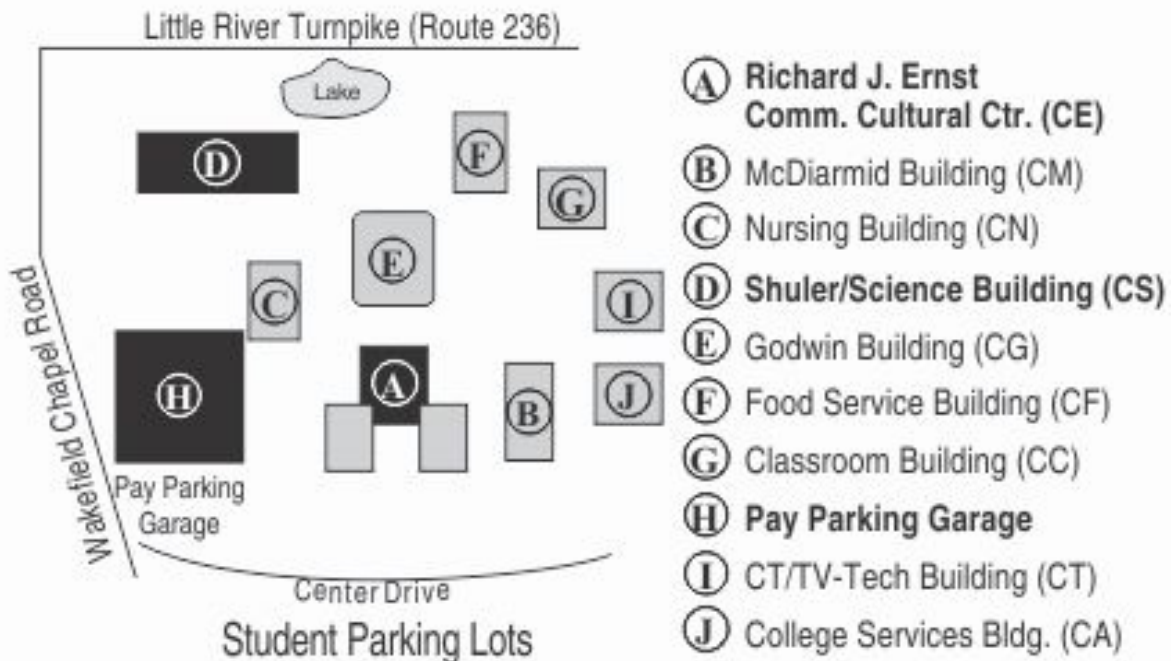 Little River Turnpike (Route 236)
Lake
D
F
G
E
C
I
H
A
B
J
Wakefield Chapel Road
Pay Parking
Garage
Center Drive
Student Parking Lots
A Richard J. Ernst
Comm. Cultural Ctr. (CE)
B McDiarmid Building (CM)
C Nursing Building (CN)
D Shuler/Science Building (CS)
E Godwin Building (CG)
F Food Service Building (CF)
G Classroom Building (CC)
H Pay Parking Garage
I CT/TV-Tech Building (CT)
J College Services Bldg. (CA)